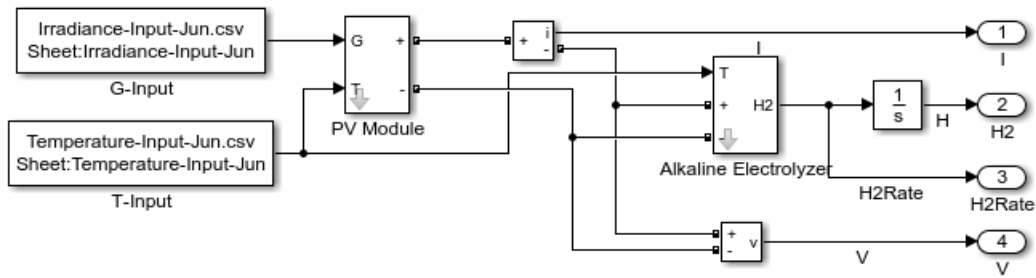 Irradiance-Input-Jun.csv
Sheet:Irradiance-Input-Jun
G-Input
G
T
+
-
PV Module
+
i
-
I
1
I
Temperature-Input-Jun.csv
Sheet:Temperature-Input-Jun
T-Input
T
+
-
H2
Alkaline Electrolyzer
1
s
H
2
H2
H2Rate
3
H2Rate
+
-
v
V
4
V